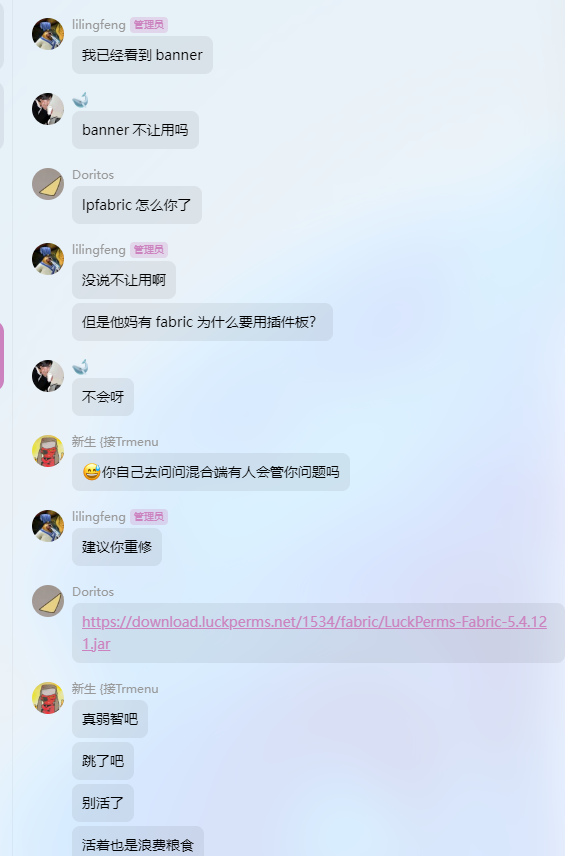 lilingfeng 管理员
我已经看到 banner
banner 不让用吗
Doritos
lpfabric 怎么你了
lilingfeng 管理员
没说不让用啊
但是他妈有 fabric 为什么要用插件板?
不会呀
新生 {接Trmenu
😅你自己去问问混合端有人会管你问题吗
lilingfeng 管理员
建议你重修
Doritos
https://download.luckperms.net/1534/fabric/LuckPerms-Fabric-5.4.12
1.jar
新生 {接Trmenu
真弱智吧
跳了吧
别活了
活着也是浪费粮食